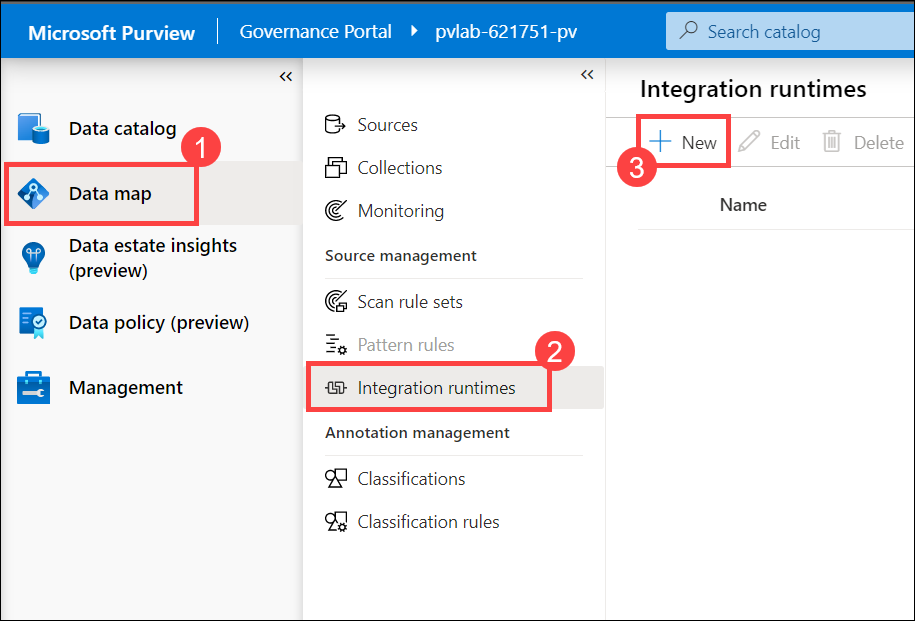 Microsoft Purview
Governance Portal
pvlab-621751-pv
Search catalog
Data catalog
1
Data map
Data estate insights
(preview)
Data policy (preview)
Management
Sources
Collections
Monitoring
Source management
Scan rule sets
Pattern rules
2
Integration runtimes
Annotation management
Classifications
Classification rules
Integration runtimes
New
Edit
Delete
3
Name